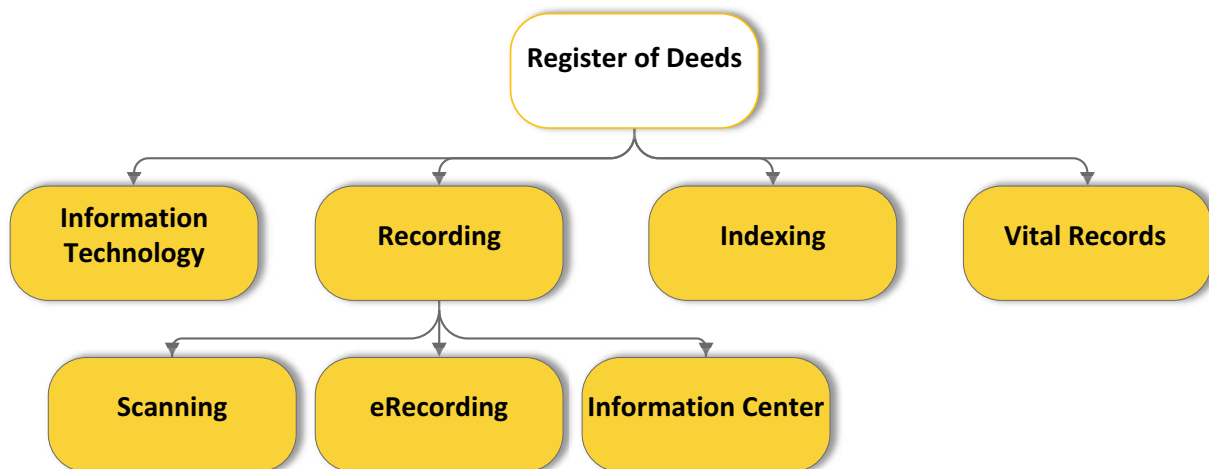 Register of Deeds
Information
Technology
Recording
Indexing
Vital Records
Scanning
eRecording
Information Center